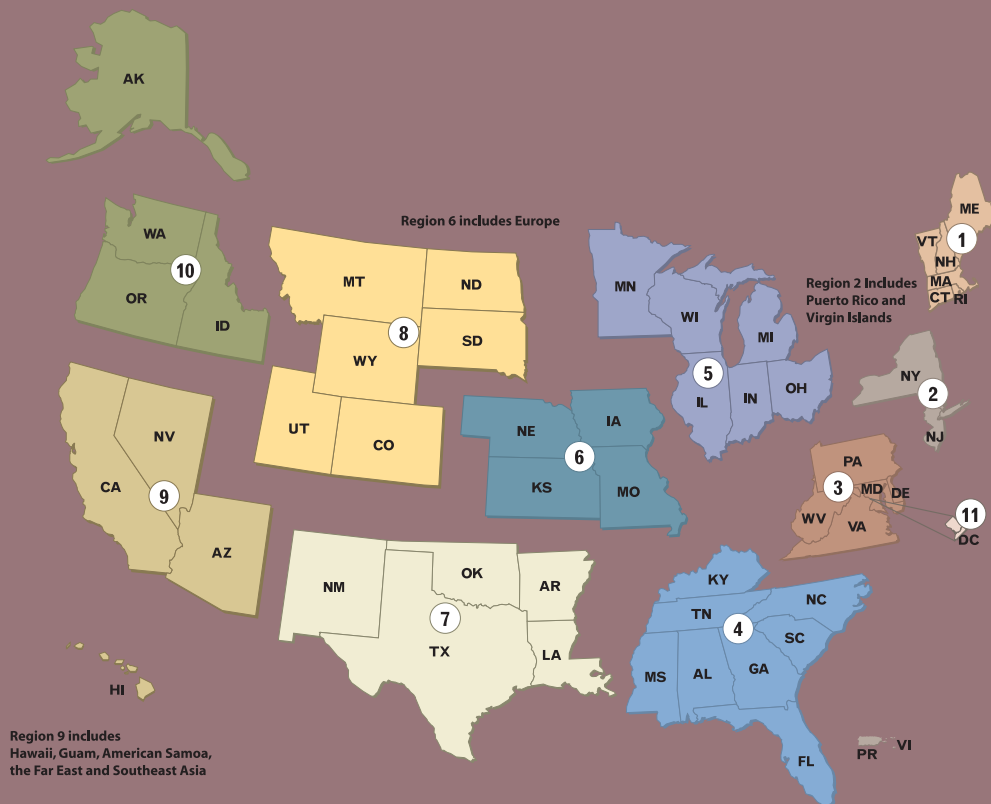 AK
WA
10
OR
ID
Region 6 includes Europe
MT
ND
8
WY
SD
UT
CO
MN
WI
MI
5
IL
IN
OH
ME
VT
1
NH
MA
CT RI
Region 2 Includes
Puerto Rico and
Virgin Islands
NY
2
NJ
NV
CA
9
AZ
NE
IA
6
KS
MO
PA
3
MD
DE
WV
VA
11
DC
NM
OK
AR
7
TX
LA
KY
NC
TN
4
SC
MS
AL
GA
FL
HI
Region 9 includes
Hawaii, Guam, American Samoa,
the Far East and Southeast Asia
PR
VI